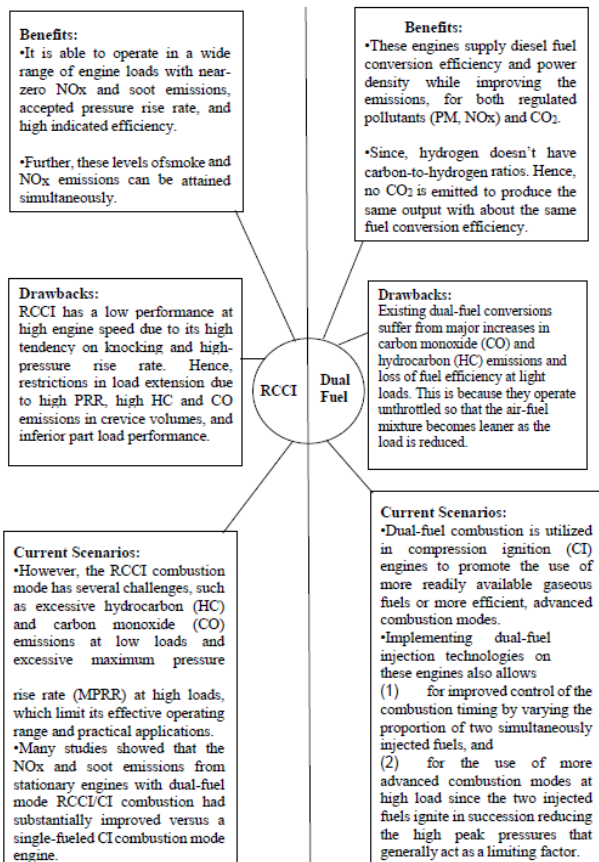 Benefits:
•It is able to operate in a wide
range of engine loads with near-
zero NOx and soot emissions,
accepted pressure rise rate, and
high indicated efficiency.
•Further, these levels of smoke and
NOx emissions can be attained
simultaneously.
Benefits:
•These engines supply diesel fuel
conversion efficiency and power
density while improving the
emissions, for both regulated
pollutants (PM, NOx) and CO₂.
•Since, hydrogen doesn't have
carbon-to-hydrogen ratios. Hence,
no CO₂ is emitted to produce the
same output with about the same
fuel conversion efficiency.
Drawbacks:
RCCI has a low performance at
high engine speed due to its high
tendency on knocking and high-
pressure rise rate. Hence,
restrictions in load extension due
to high PRR, high HC and CO
emissions in crevice volumes, and
inferior part load performance.
RCCI
Dual
Fuel
Drawbacks:
Existing dual-fuel conversions
suffer from major increases in
carbon monoxide (CO) and
hydrocarbon (HC) emissions and
loss of fuel efficiency at light
loads. This is because they operate
unthrottled so that the air-fuel
mixture becomes leaner as the
load is reduced.
Current Scenarios:
•However, the RCCI combustion
mode has several challenges, such
as excessive hydrocarbon (HC)
and carbon monoxide (CO)
emissions at low loads and
excessive maximum pressure
rise rate (MPRR) at high loads,
which limit its effective operating
range and practical applications.
•Many studies showed that the
NOx and soot emissions from
stationary engines with dual-fuel
mode RCCI/CI combustion had
substantially improved versus a
single-fueled CI combustion mode
engine.
Current Scenarios:
•Dual-fuel combustion is utilized
in compression ignition (CI)
engines to promote the use of
more readily available gaseous
fuels or more efficient, advanced
combustion modes.
•Implementing dual-fuel
injection technologies on
these engines also allows
(1) for improved control of the
combustion timing by varying the
proportion of two simultaneously
injected fuels, and
(2) for the use of more
advanced combustion modes at
high load since the two injected
fuels ignite in succession reducing
the high peak pressures that
generally act as a limiting factor.